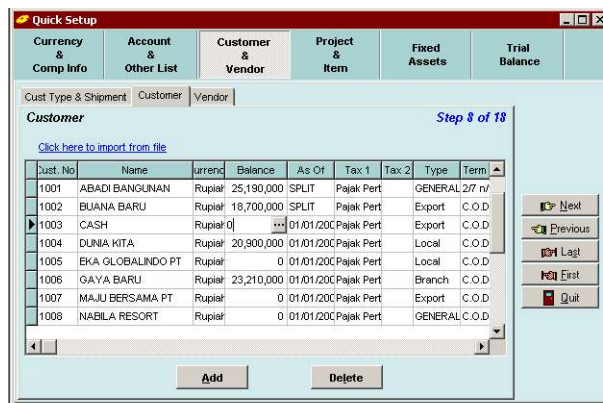 Quick Setup
Currency & Comp Info
Account & Other List
Customer & Vendor
Project & Item
Fixed Assets
Trial Balance
Cust Type & Shipment Customer Vendor
Customer Step 8 of 18
Click here to import from file
Cust. No Name Currenc Balance As Of Tax 1 Tax 2 Type Term
1001 ABADI BANGUNAN Rupiah 25,190,000 SPLIT Pajak Pert GENERAL 2/7 n/
1002 BUANA BARU Rupiah 18,700,000 SPLIT Pajak Pert Export C.O.D
1003 CASH Rupiah 0 ... 01/01/200 Pajak Pert Export C.O.D
1004 DUNIA KITA Rupiah 20,900,000 01/01/200 Pajak Pert Local C.O.D
1005 EKA GLOBALINDO PT Rupiah 0 01/01/200 Pajak Pert Local C.O.D
1006 GAYA BARU Rupiah 23,210,000 01/01/200 Pajak Pert Branch C.O.D
1007 MAJU BERSAMA PT Rupiah 0 01/01/200 Pajak Pert Export C.O.D
1008 NABILA RESORT Rupiah 0 01/01/200 Pajak Pert GENERAL C.O.D
Next
Previous
Last
First
Quit
Add Delete